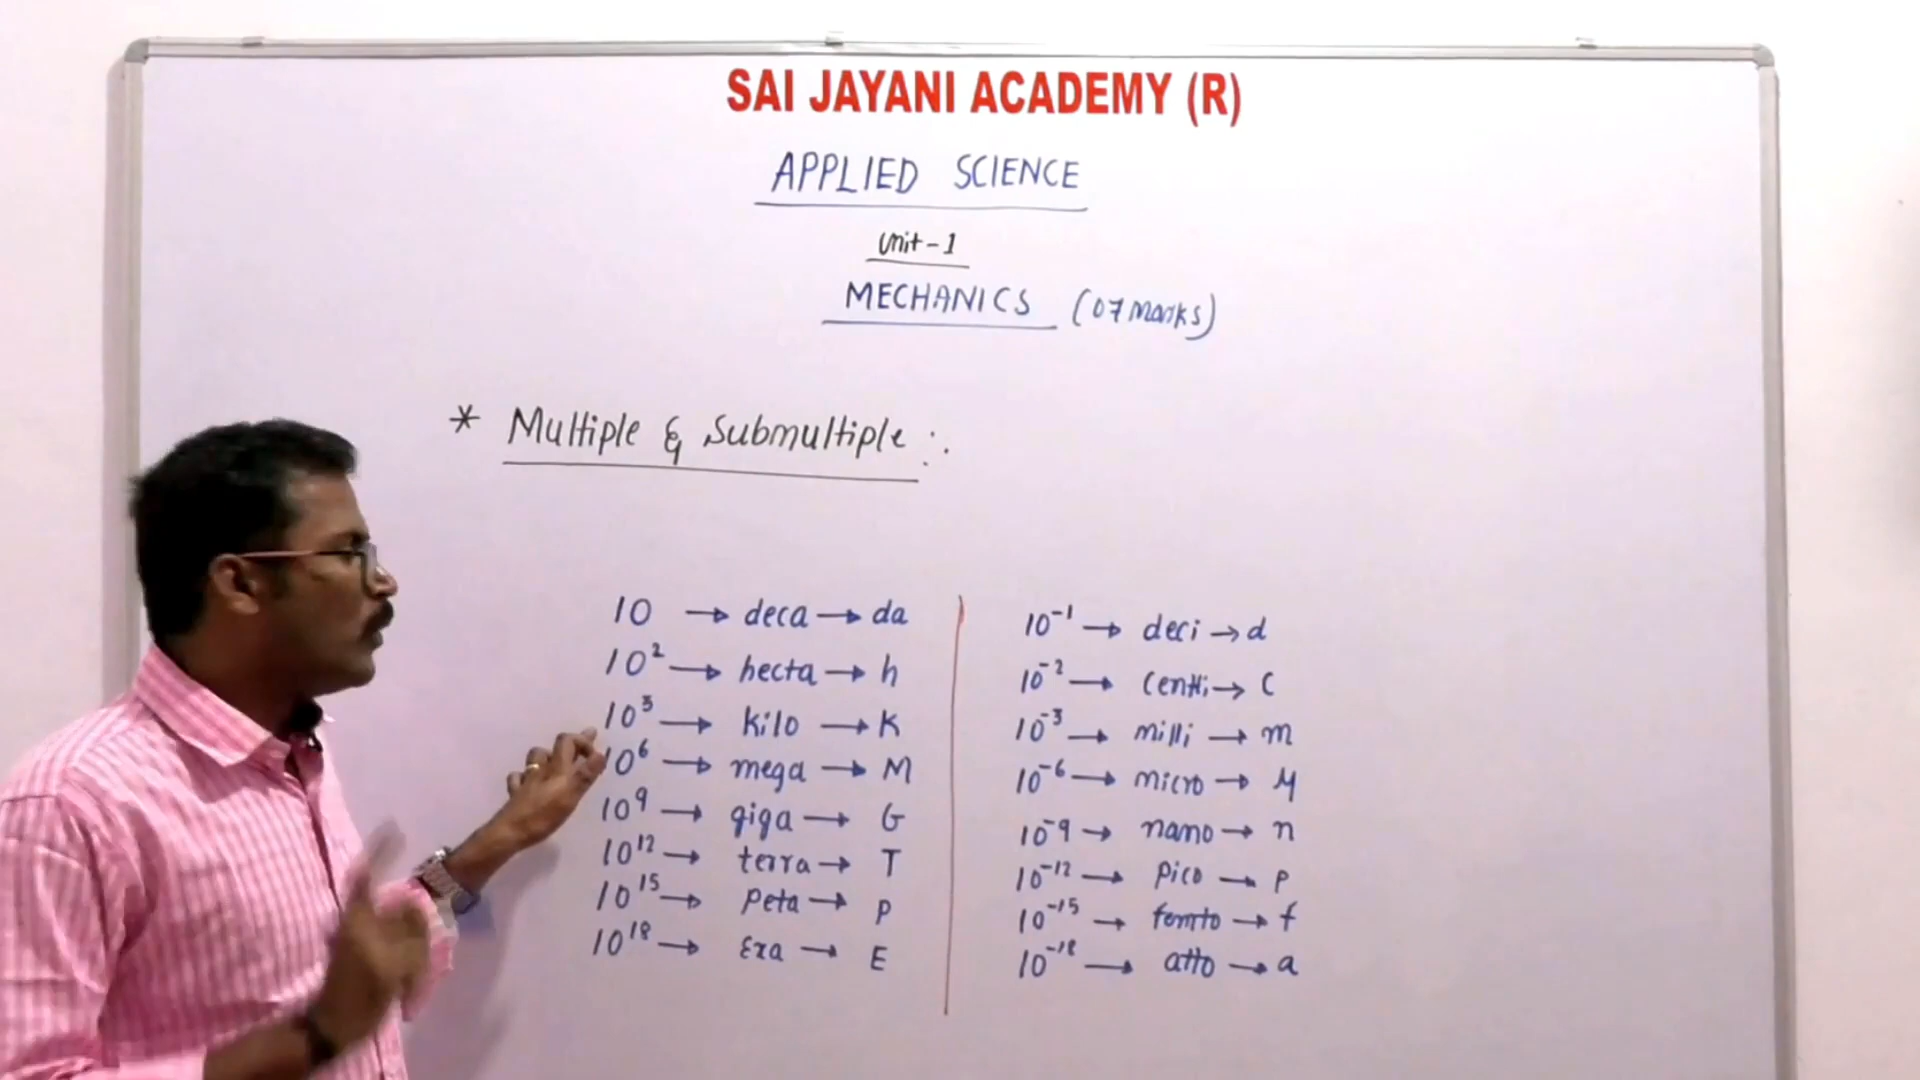 SAI JAYANI ACADEMY (R)
APPLIED SCIENCE
Unit - 1
MECHANICS (07 Marks)
* Multiple & Submultiple :.
10 → deca → da
10² → hecta → h
10³ → kilo → K
10⁶ → mega → M
10⁹ → giga → G
10¹² → terra → T
10¹⁵ → Peta → P
10¹⁸ → Exa → E
10⁻¹ → deci → d
10⁻² → Centi → C
10⁻³ → milli → m
10⁻⁶ → micro → μ
10⁻⁹ → nano → n
10⁻¹² → Pico → P
10⁻¹⁵ → femto → f
10⁻¹⁸ → atto → a